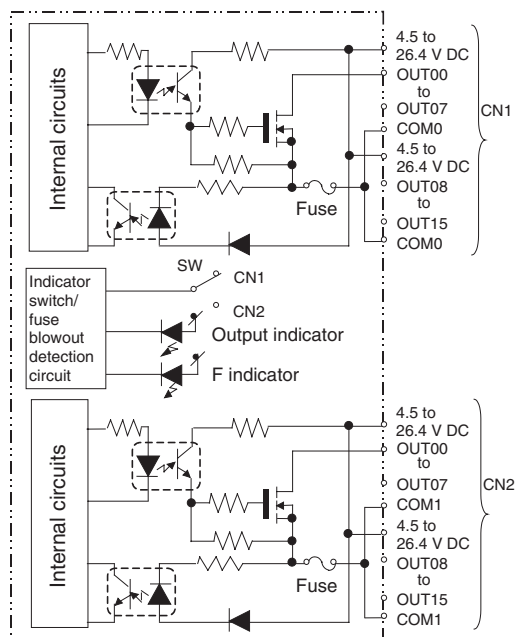 Internal circuits
4.5 to
26.4 V DC
OUT00
to
OUT07
COM0
4.5 to
26.4 V DC
OUT08
to
OUT15
COM0
CN1
Fuse
SW
CN1
CN2
Indicator
switch/
fuse
blowout
detection
circuit
Output indicator
F indicator
Internal circuits
4.5 to
26.4 V DC
OUT00
to
OUT07
COM1
4.5 to
26.4 V DC
OUT08
to
OUT15
COM1
CN2
Fuse